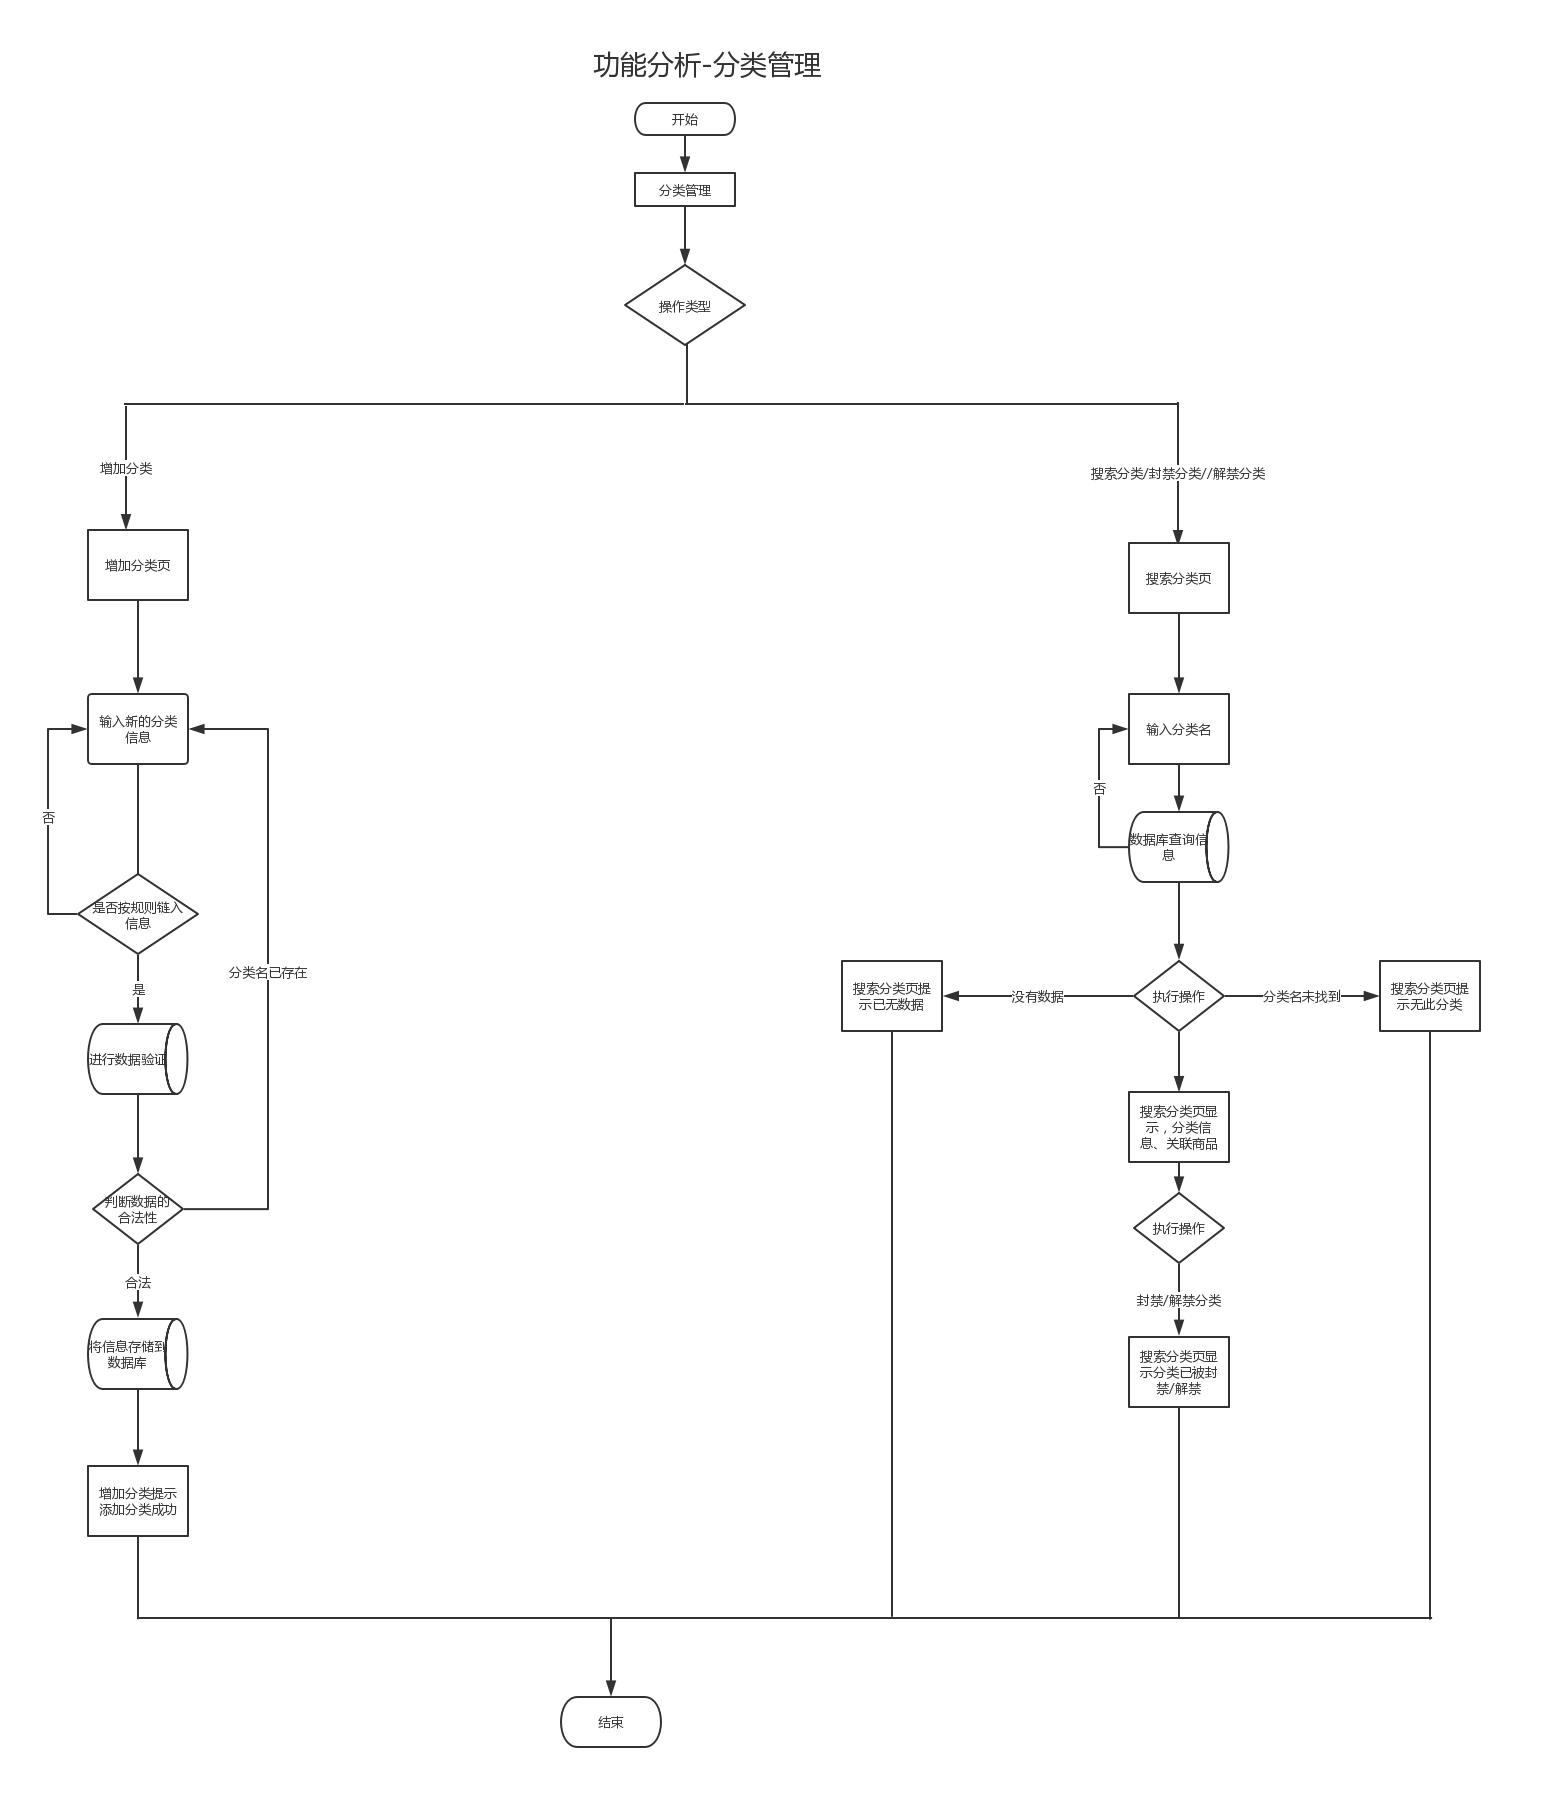 功能分析-分类管理
开始
分类管理
操作类型
增加分类
搜索分类/封禁分类//解禁分类
增加分类页
搜索分类页
输入新的分类
信息
输入分类名
否
否
数据库查询信
息
是否按规则链入
信息
分类名已存在
是
搜索分类页提
示已无数据
没有数据
执行操作
分类名未找到
搜索分类页提
示无此分类
进行数据验证
搜索分类页显
示，分类信
息、关联商品
判断数据的
合法性
执行操作
合法
封禁/解禁分类
将信息存储到
数据库
搜索分类页显
示分类已被封
禁/解禁
增加分类提示
添加分类成功
结束